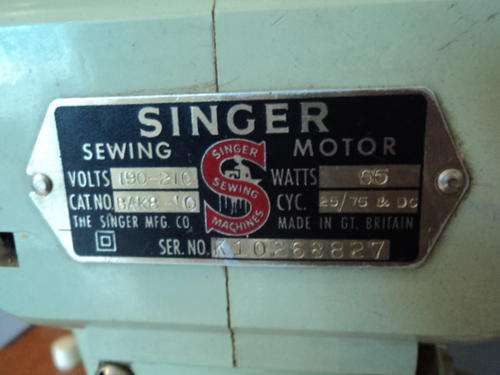 SINGER
SEWING MOTOR
SINGER
SEWING
MACHINES
VOLTS 190-210 WATTS 65
CAT. NO. BAK8-10 CYC. 25/75 & DC
THE SINGER MFG. CO. MADE IN GT. BRITAIN
SER. NO. K10263827